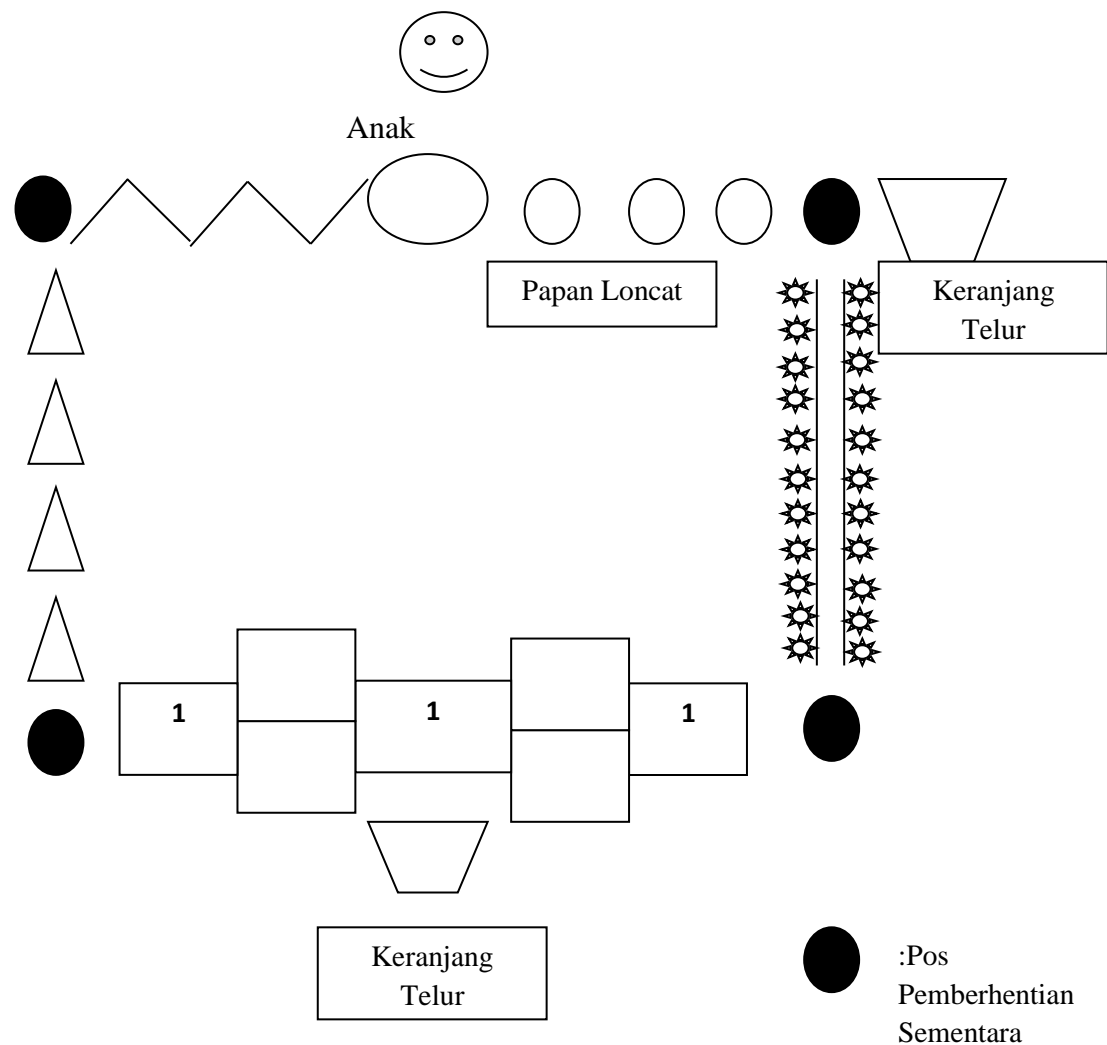 Anak
Papan Loncat
Keranjang
Telur
1
1
1
Keranjang
Telur
:Pos
Pemberhentian
Sementara